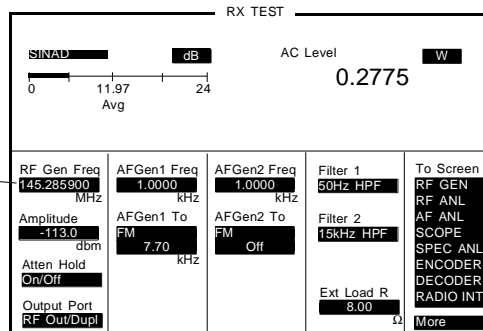 RX TEST
SINAD dB AC Level W
0.2775
0 11.97 24
Avg
RF Gen Freq AFGen1 Freq AFGen2 Freq Filter 1 To Screen
145.285900 1.0000 1.0000 50Hz HPF RF GEN
MHz kHz kHz RF ANL
Amplitude AFGen1 To AFGen2 To Filter 2 AF ANL
-113.0 FM FM 15kHz HPF SCOPE
dbm 7.70 Off SPEC ANL
kHz
Atten Hold ENCODER
On/Off Ext Load R DECODER
Output Port 8.00 RADIO INT
RF Out/Dupl Ω More